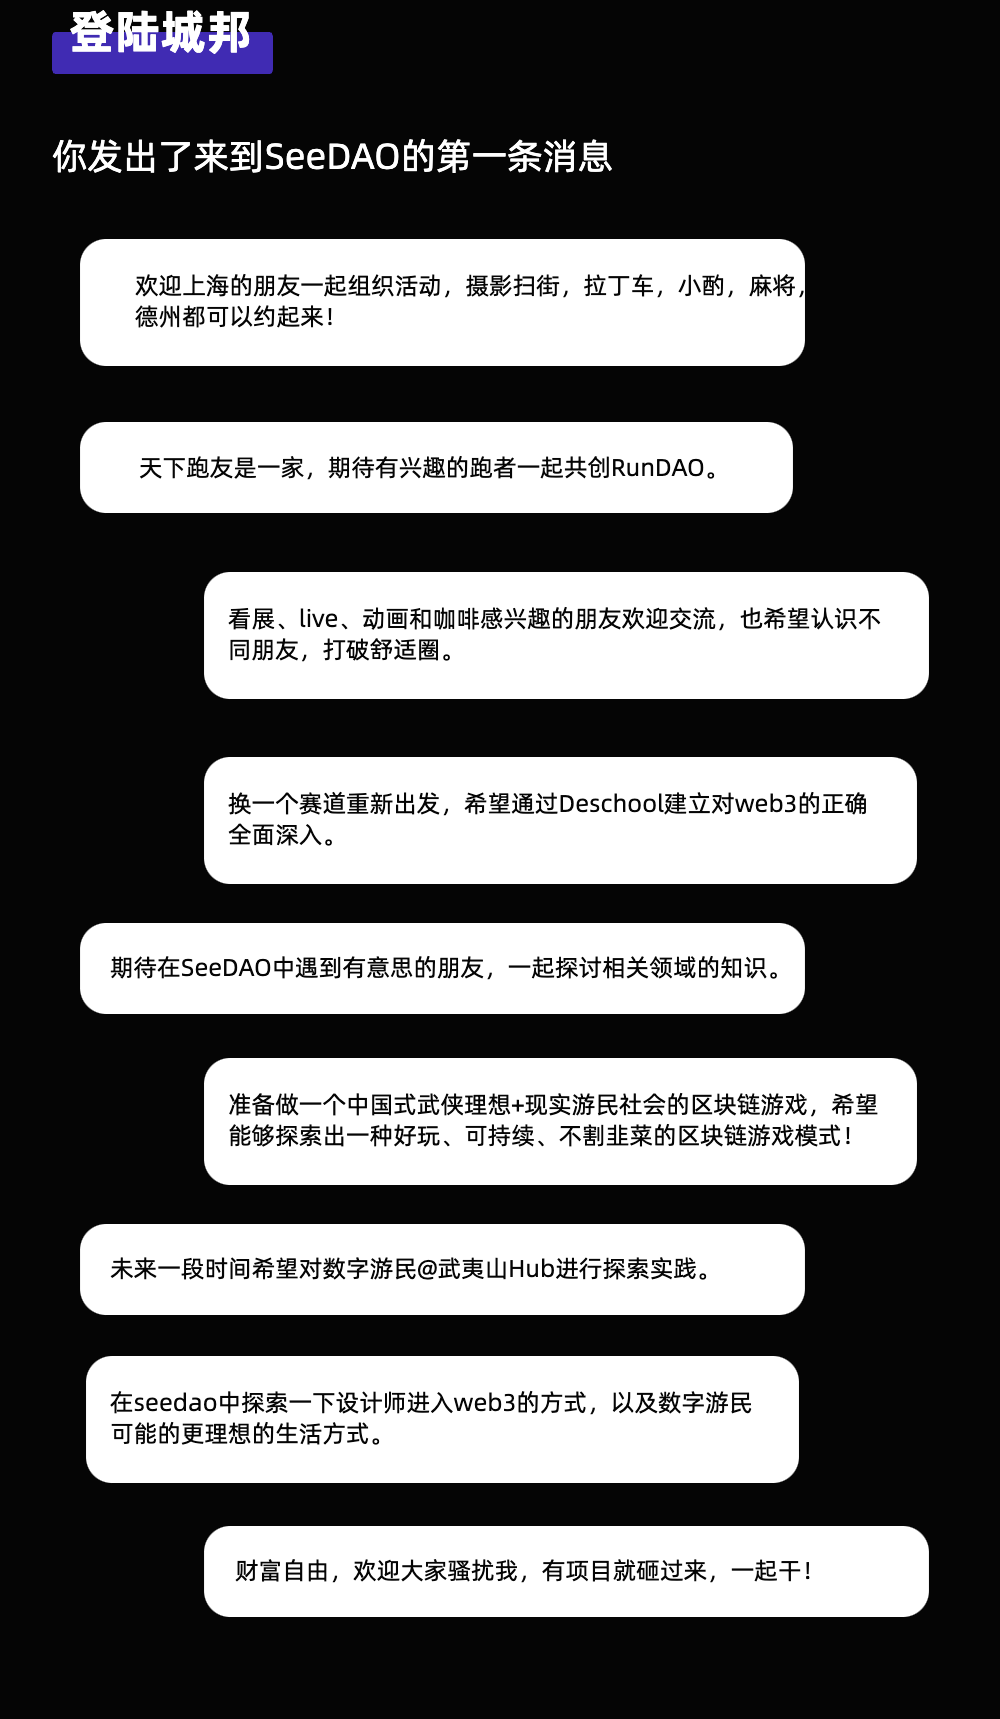 登陆城邦
你发出了来到SeeDAO的第一条消息
欢迎上海的朋友一起组织活动，摄影扫街，拉丁车，小酌，麻将，
德州都可以约起来！
天下跑友是一家，期待有兴趣的跑者一起共创RunDAO。
看展、live、动画和咖啡感兴趣的朋友欢迎交流，也希望认识不
同朋友，打破舒适圈。
换一个赛道重新出发，希望通过Deschool建立对web3的正确
全面深入。
期待在SeeDAO中遇到有意思的朋友，一起探讨相关领域的知识。
准备做一个中国式武侠理想+现实游民社会的区块链游戏，希望
能够探索出一种好玩、可持续、不割韭菜的区块链游戏模式！
未来一段时间希望对数字游民@武夷山Hub进行探索实践。
在seedao中探索一下设计师进入web3的方式，以及数字游民
可能的更理想的生活方式。
财富自由，欢迎大家骚扰我，有项目就砸过来，一起干！